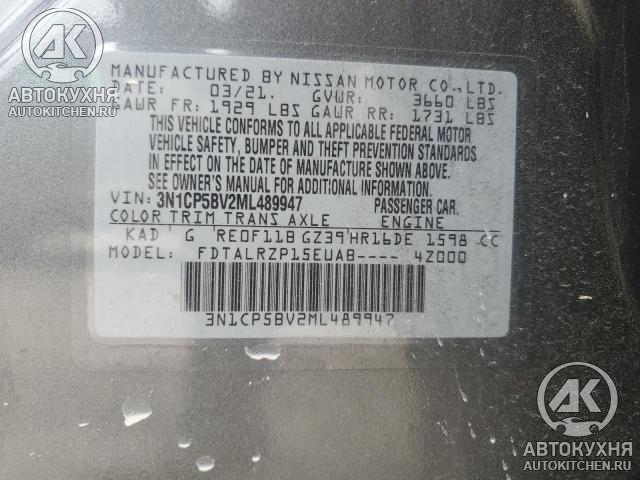 AK
АВТОКУХНЯ
AUTOKITCHEN.RU
MANUFACTURED BY NISSAN MOTOR CO.,LTD.
DATE: 03/21. GVWR: 3660 LBS
GAWR FR: 1929 LBS GAWR RR: 1731 LBS
THIS VEHICLE CONFORMS TO ALL APPLICABLE FEDERAL MOTOR
VEHICLE SAFETY, BUMPER AND THEFT PREVENTION STANDARDS
IN EFFECT ON THE DATE OF MANUFACTURE SHOWN ABOVE.
SEE OWNER'S MANUAL FOR ADDITIONAL INFORMATION.
VIN: 3N1CP5BV2ML489947 PASSENGER CAR.
COLOR TRIM TRANS AXLE ENGINE
KAD G RE0F11B GZ39 HR16DE 1598 CC
MODEL: FDTALRZP15EUAB---- 4Z000
3N1CP5BV2ML489947
AK
АВТОКУХНЯ
AUTOKITCHEN.RU